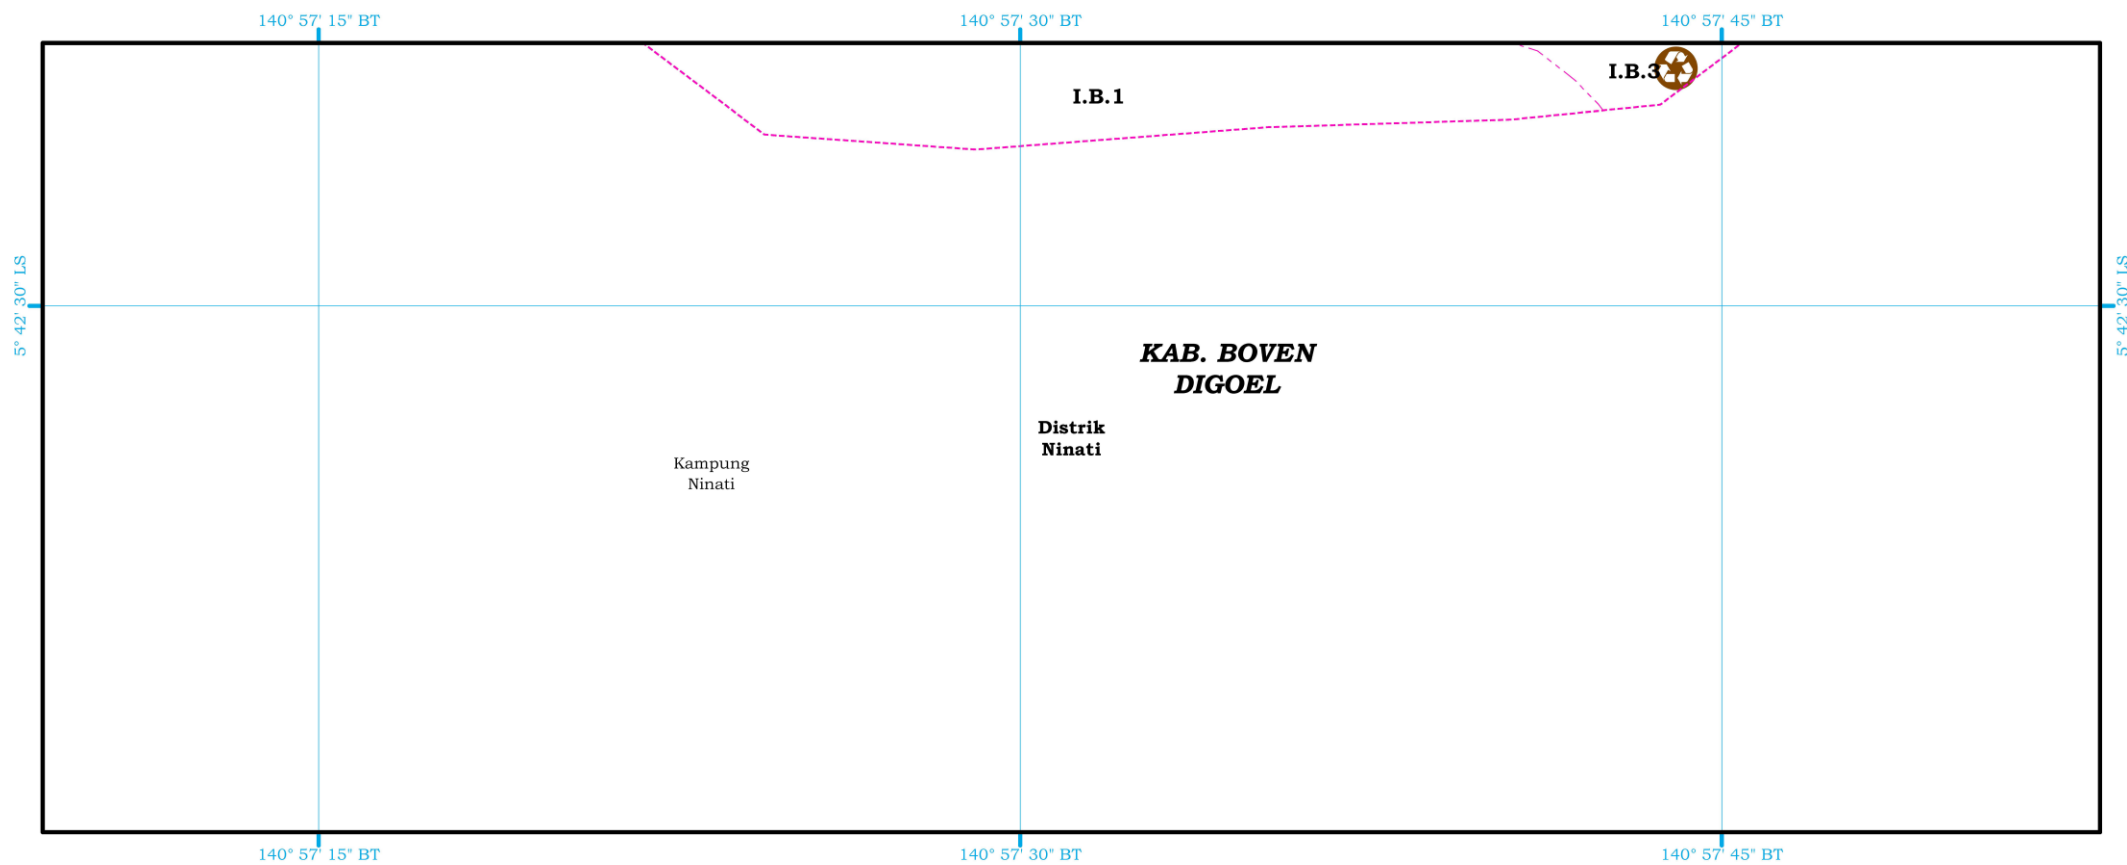 140° 57' 15" BT
140° 57' 30" BT
140° 57' 45" BT
I.B.3
I.B.1
5° 42' 30" LS
5° 42' 30" LS
KAB. BOVEN
DIGOEL
Distrik
Ninati
Kampung
Ninati
140° 57' 15" BT
140° 57' 30" BT
140° 57' 45" BT